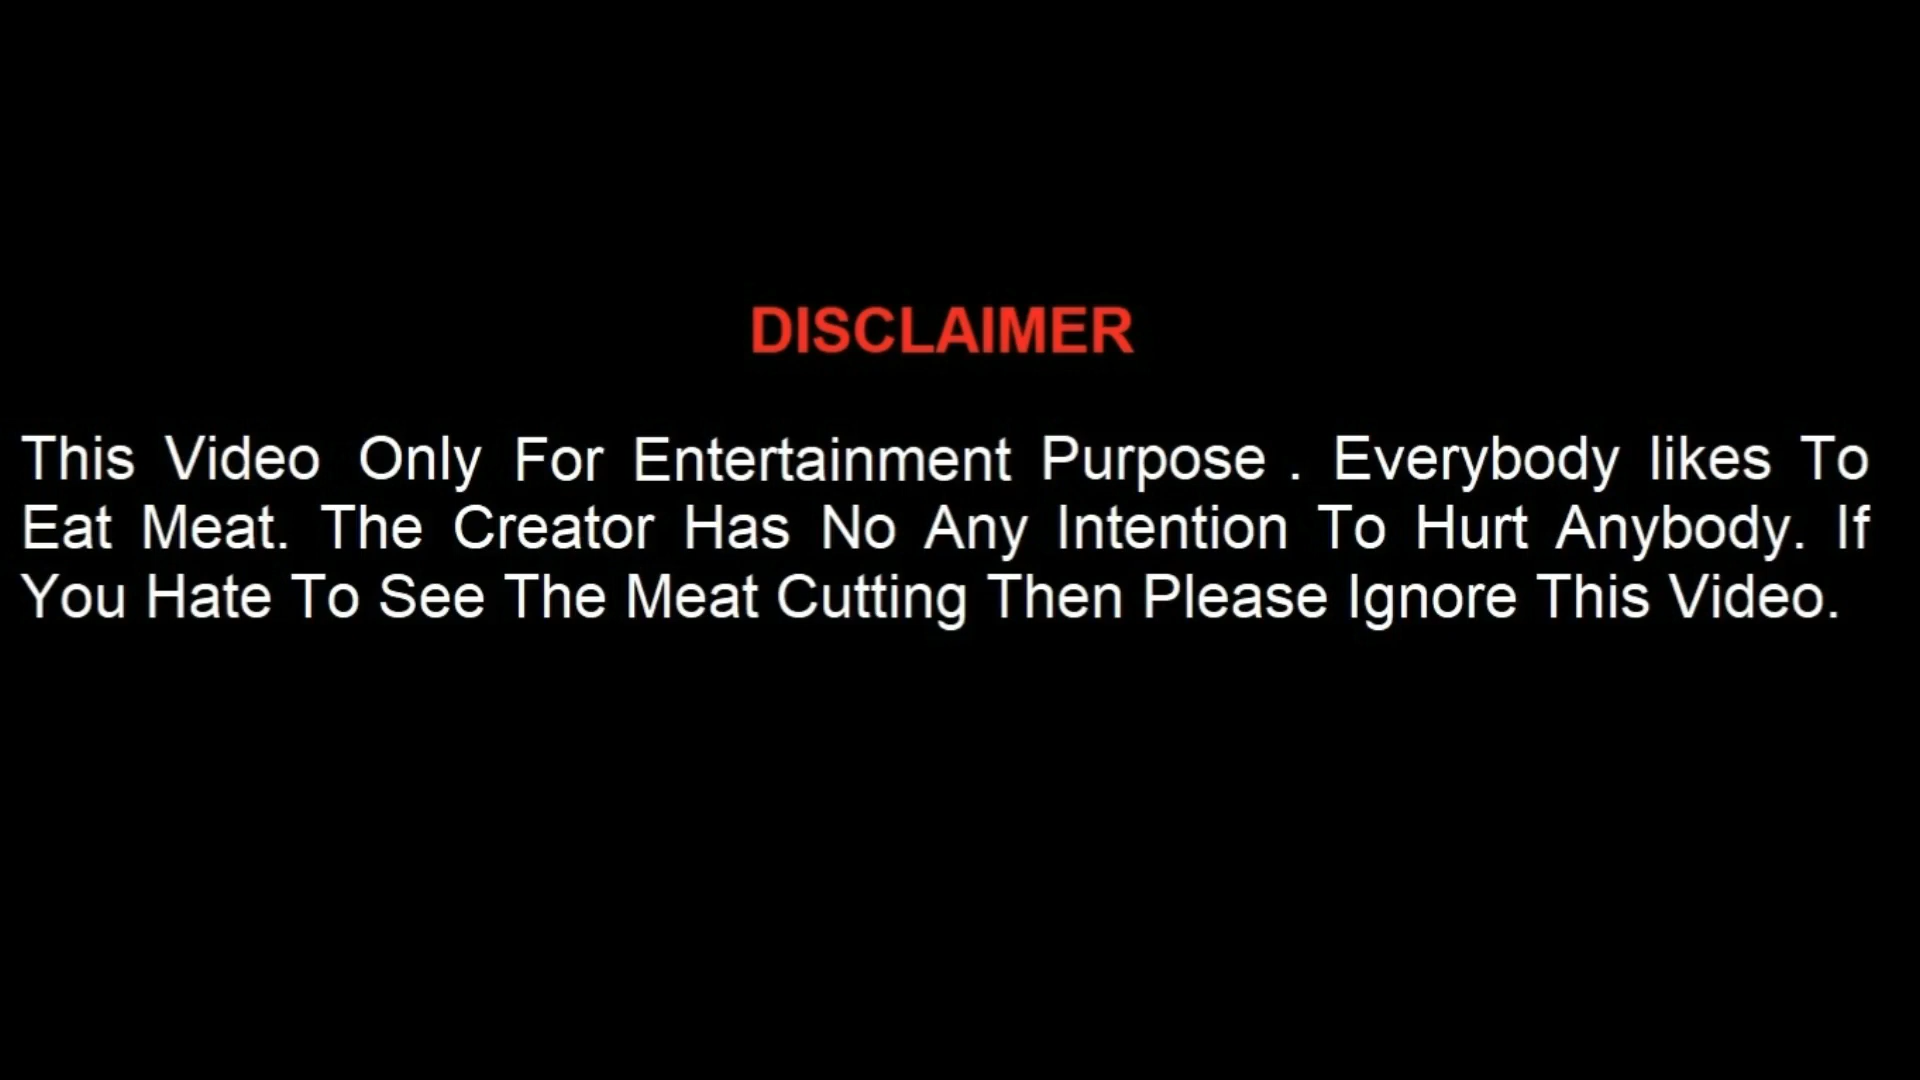 DISCLAIMER
This Video Only For Entertainment Purpose . Everybody likes To
Eat Meat. The Creator Has No Any Intention To Hurt Anybody. If
You Hate To See The Meat Cutting Then Please Ignore This Video.